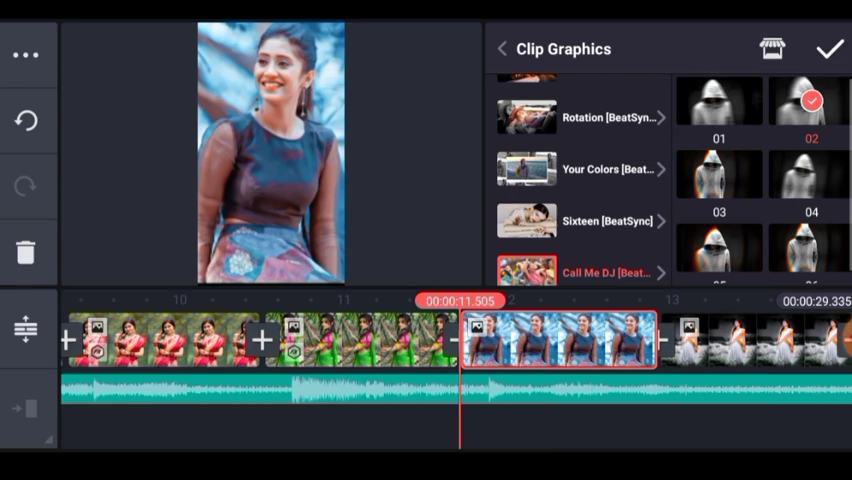 Clip Graphics
Rotation [BeatSyn...
Your Colors [Beat...
Sixteen [BeatSync]
Call Me DJ [Beat...
01
02
03
04
10
11
00:00:11.505
2
13
00:00:29.335